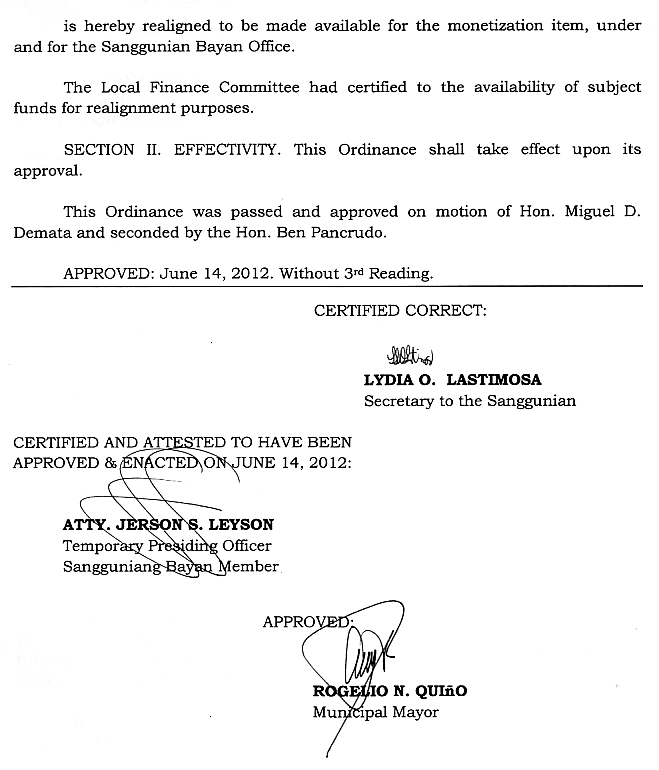 is hereby realigned to be made available for the monetization item, under
and for the Sanggunian Bayan Office.
The Local Finance Committee had certified to the availability of subject
funds for realignment purposes.
SECTION II. EFFECTIVITY. This Ordinance shall take effect upon its
approval.
This Ordinance was passed and approved on motion of Hon. Miguel D.
Demata and seconded by the Hon. Ben Pancrudo.
APPROVED: June 14, 2012. Without 3rd Reading.
CERTIFIED CORRECT:
LYDIA O. LASTIMOSA
Secretary to the Sanggunian
CERTIFIED AND ATTESTED TO HAVE BEEN
APPROVED & ENACTED ON JUNE 14, 2012:
ATTY. JERSON S. LEYSON
Temporary Presiding Officer
Sangguniang Bayan Member
APPROVED:
ROGELIO N. QUIñO
Municipal Mayor